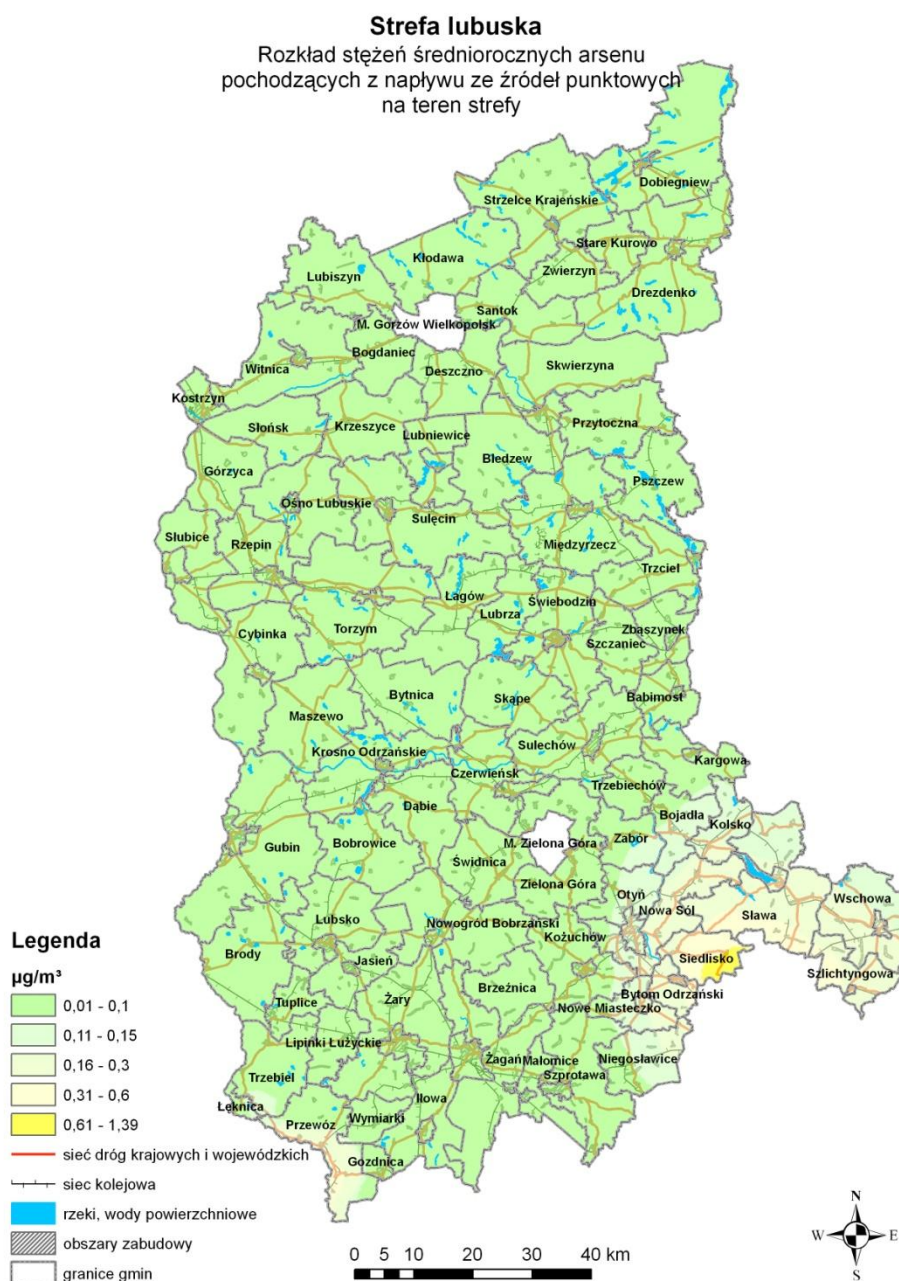 Strefa lubuska
Rozkład stężeń średniorocznych arsenu
pochodzących z napływu ze źródeł punktowych
na teren strefy
Dobiegniew
Strzelce Krajeńskie
Stare Kurowo
Kłodawa
Zwierzyn
Lubiszyn
Drezdenko
Santok
M. Gorzów Wielkopolsk
Bogdaniec
Skwierzyna
Witnica
Deszczno
Kostrzyn
Przytoczna
Słońsk
Krzeszyce
Lubniewice
Bledzew
Górzyca
Pszczew
Ośno Lubuskie
Sulęcin
Słubice
Rzepin
Międzyrzecz
Trzciel
Łagów
Świebodzin
Lubrza
Cybinka
Torzym
Zbąszynek
Szczaniec
Bytnica
Skąpe
Babimost
Maszewo
Krosno Odrzańskie
Sulechów
Kargowa
Czerwieńsk
Trzebiechów
Dąbie
Bojadła
Kolsko
Gubin
Bobrowice
M. Zielona Góra
Zabór
Świdnica
Zielona Góra
Otyń
Wschowa
Nowa Sól
Sława
Lubsko
Nowogród Bobrzański
Kożuchów
Brody
Siedlisko
Jasień
Szlichtyngowa
Brzeźnica
Bytom Odrzański
Tuplice
Żary
Nowe Miasteczko
Lipinki Łużyckie
Żagań
Małomice
Niegosławice
Trzebiel
Szprotawa
Iłowa
Łęknica
Przewóz
Wymiarki
Gozdnica
Legenda
µg/m³
0,01 - 0,1
0,11 - 0,15
0,16 - 0,3
0,31 - 0,6
0,61 - 1,39
sieć dróg krajowych i wojewódzkich
siec kolejowa
rzeki, wody powierzchniowe
obszary zabudowy
granice gmin
0 5 10 20 30 40 km
N
W E
S